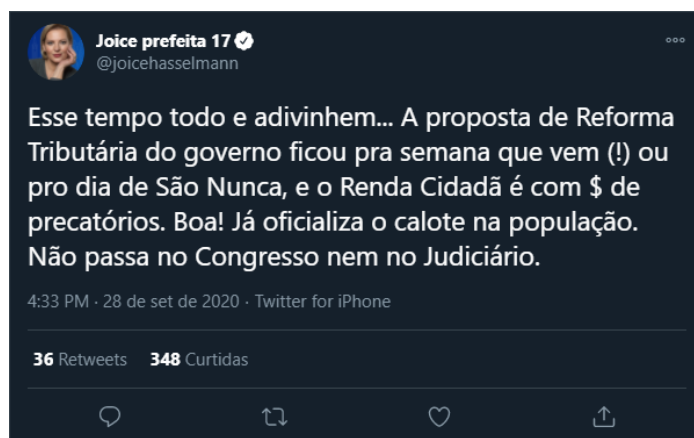 Joice prefeita 17
@joicehasselmann
Esse tempo todo e adivinhem... A proposta de Reforma
Tributária do governo ficou pra semana que vem (!) ou
pro dia de São Nunca, e o Renda Cidadã é com $ de
precatórios. Boa! Já oficializa o calote na população.
Não passa no Congresso nem no Judiciário.
4:33 PM · 28 de set de 2020 · Twitter for iPhone
36 Retweets 348 Curtidas